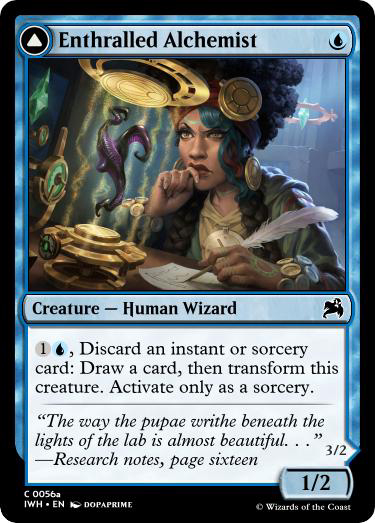 Enthralled Alchemist
Creature — Human Wizard
1, Discard an instant or sorcery
card: Draw a card, then transform this
creature. Activate only as a sorcery.
“The way the pupae writhe beneath the
lights of the lab is almost beautiful. . .”
3/2
—Research notes, page sixteen
1/2
C 0056a
IWH • EN DOPAPRIME
© Wizards of the Coast